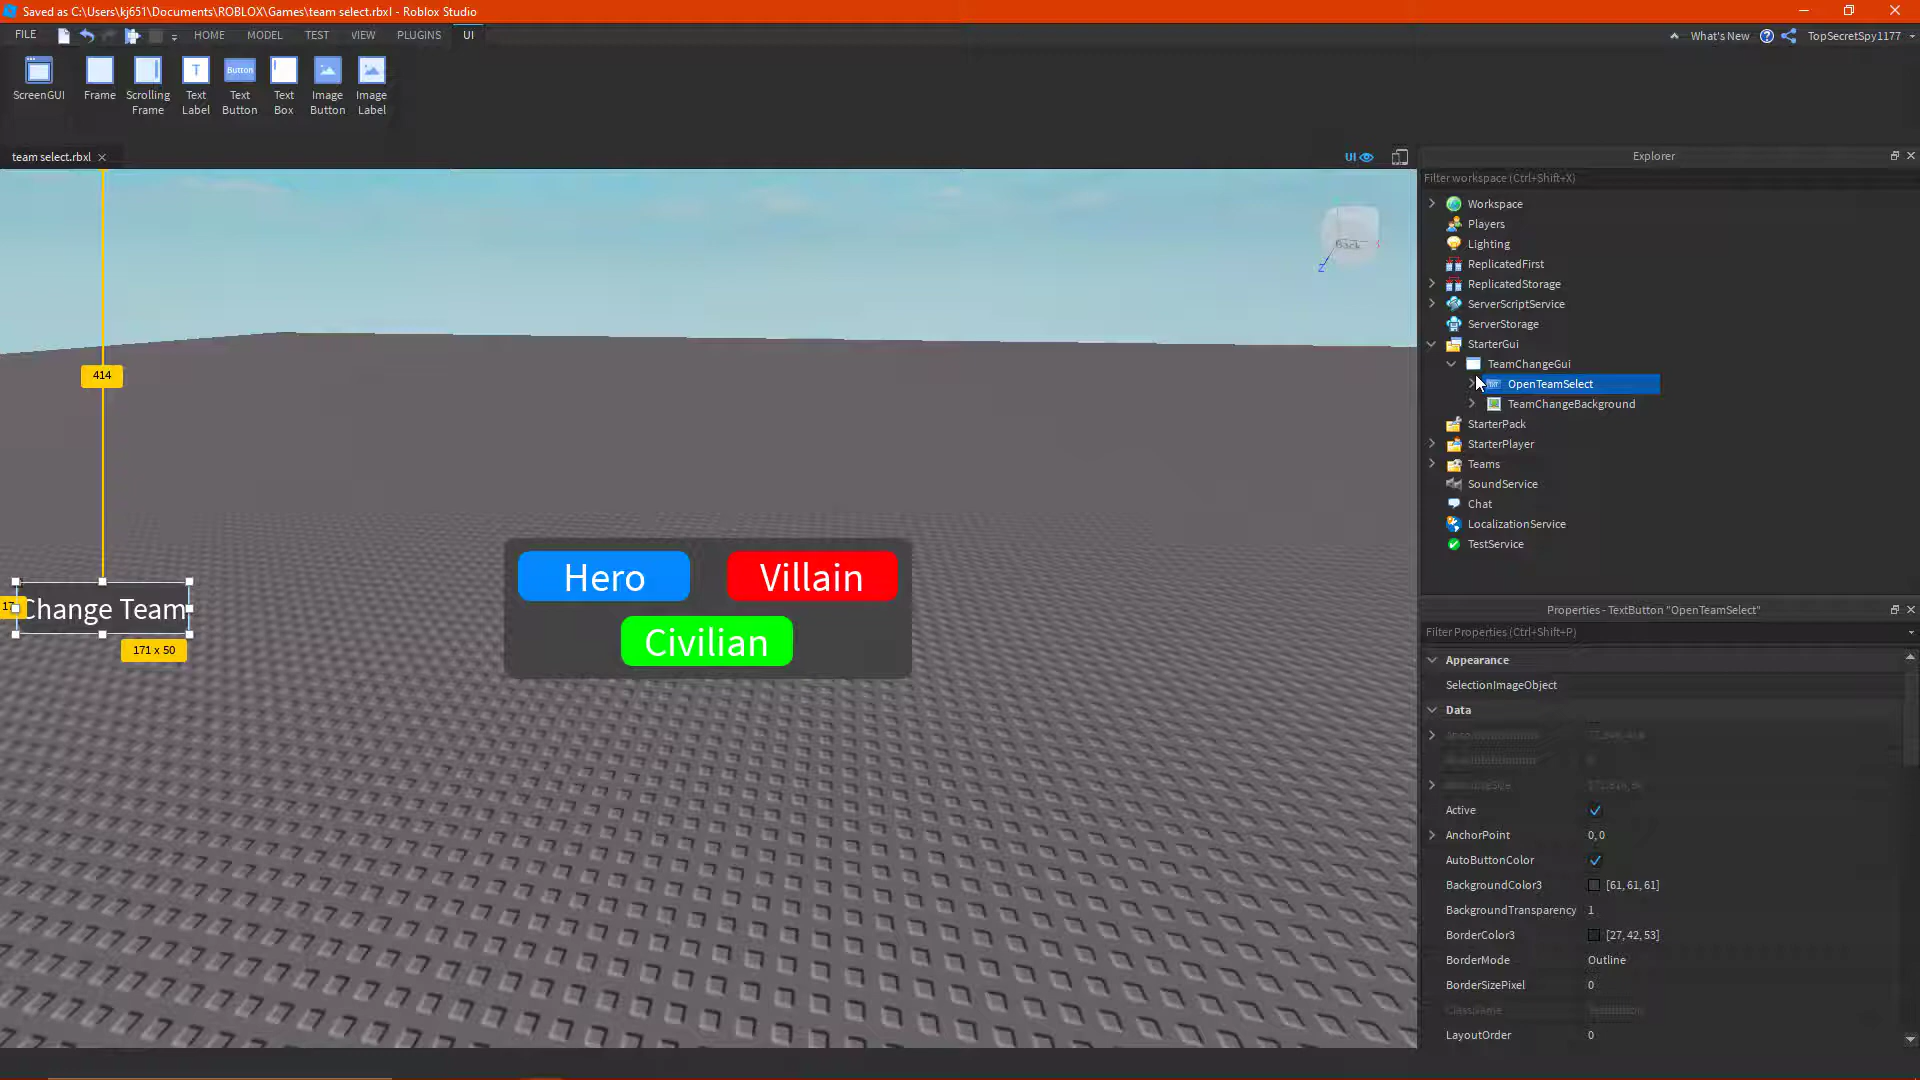 Saved as C:\Users\kj651\Documents\ROBLOX\Games\team select.rbxl - Roblox Studio
FILE HOME MODEL TEST VIEW PLUGINS UI What's New TopSecretSpy1177
ScreenGUI Frame Scrolling Frame Text Label Button Text Button Text Box Image Button Image Label
team select.rbxl UI Explorer
Filter workspace (Ctrl+Shift+X)
Workspace
Players
Lighting
ReplicatedFirst
ReplicatedStorage
ServerScriptService
ServerStorage
StarterGui
TeamChangeGui
OpenTeamSelect
TeamChangeBackground
StarterPack
StarterPlayer
Teams
SoundService
Chat
LocalizationService
TestService
Back
Z
414
Hero Villain
Civilian
Change Team
171 x 50
Properties - TextButton "OpenTeamSelect"
Filter Properties (Ctrl+Shift+P)
Appearance
SelectionImageObject
Data
Active
AnchorPoint 0, 0
AutoButtonColor
BackgroundColor3 [61, 61, 61]
BackgroundTransparency 1
BorderColor3 [27, 42, 53]
BorderMode Outline
BorderSizePixel 0
LayoutOrder 0